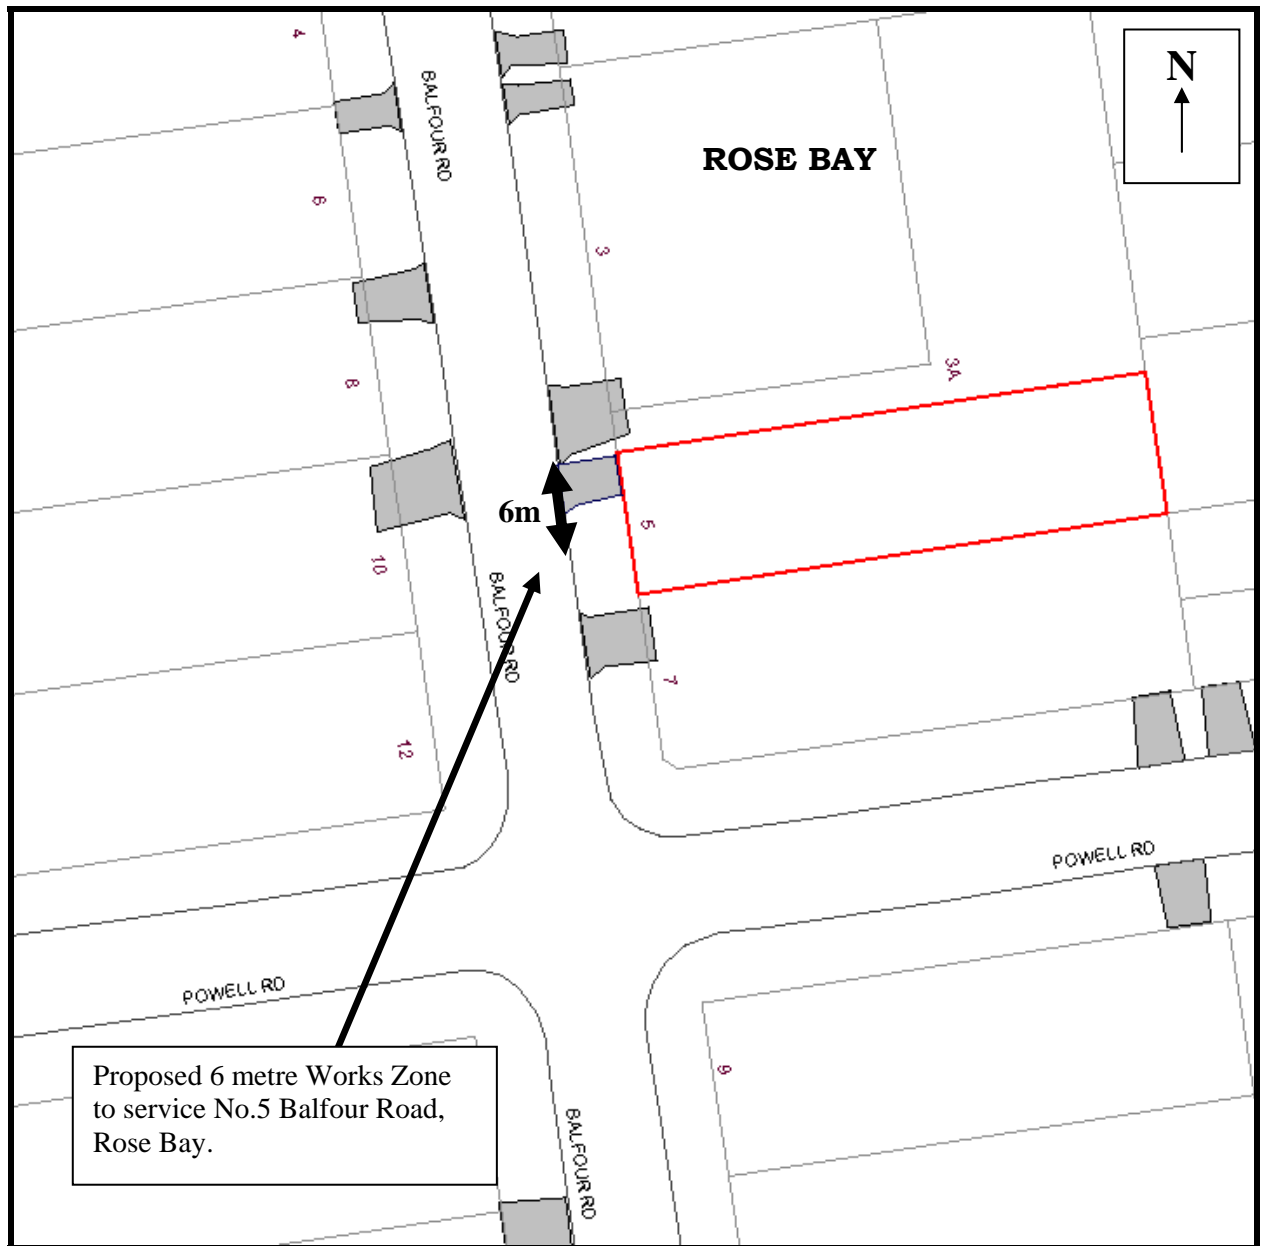 4
BALFOUR RD
N
ROSE BAY
6
3
3A
8
6m
5
10
BALFOUR RD
7
12
POWELL RD
POWELL RD
9
Proposed 6 metre Works Zone
to service No.5 Balfour Road,
Rose Bay.
BALFOUR RD